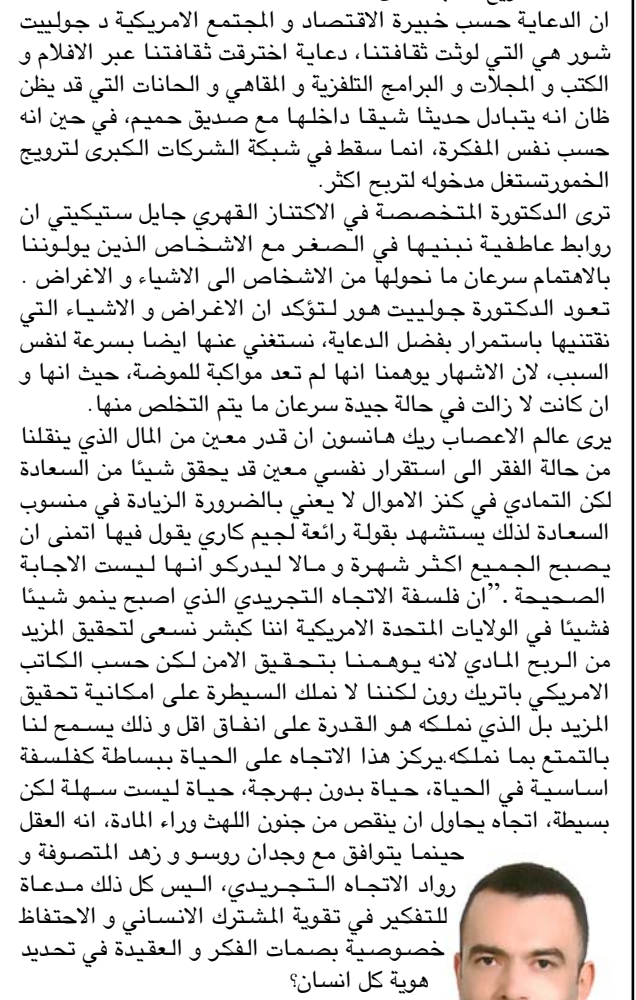 ان الدعاية حسب خبيرة الاقتصاد و المجتمع الامريكية د جولييت
شور هي التي لوثت ثقافتنا، دعاية اخترقت ثقافتنا عبر الافلام و
الكتب و المجلات و البرامج التلفزية و المقاهي و الحانات التي قد يظن
ظان انه يتبادل حديثا شيقا داخلها مع صديق حميم، في حين انه
حسب نفس المفكرة، انما سقط في شبكة الشركات الكبرى لترويج
الخمورتستغل مدخوله لتربح اكثر.
ترى الدكتورة المتخصصة في الاكتناز القهري جايل ستيكيتي ان
روابط عاطفية نبنيها في الصغر مع الاشخاص الذين يولوننا
بالاهتمام سرعان ما نحولها من الاشخاص الى الاشياء و الاغراض .
تعود الدكتورة جولييت هور لتؤكد ان الاغراض و الاشياء التي
نقتنيها باستمرار بفضل الدعاية، نستغني عنها ايضا بسرعة لنفس
السبب، لان الاشهار يوهمنا انها لم تعد مواكبة للموضة، حيث انها و
ان كانت لا زالت في حالة جيدة سرعان ما يتم التخلص منها.
يرى عالم الاعصاب ريك هانسون ان قدر معين من المال الذي ينقلنا
من حالة الفقر الى استقرار نفسي معين قد يحقق شيئا من السعادة
لكن التمادي في كنز الاموال لا يعني بالضرورة الزيادة في منسوب
السعادة لذلك يستشهد بقولة رائعة لجيم كاري يقول فيها اتمنى ان
يصبح الجميع اكثر شهرة و مالا ليدركو انها ليست الاجابة
الصحيحة .’’ان فلسفة الاتجاه التجريدي الذي اصبح ينمو شيئا
فشيئا في الولايات المتحدة الامريكية اننا كبشر نسعى لتحقيق المزيد
من الربح المادي لانه يوهمنا بتحقيق الامن لكن حسب الكاتب
الامريكي باتريك رون لكننا لا نملك السيطرة على امكانية تحقيق
المزيد بل الذي نملكه هو القدرة على انفاق اقل و ذلك يسمح لنا
بالتمتع بما نملكه.يركز هذا الاتجاه على الحياة ببساطة كفلسفة
اساسية في الحياة، حياة بدون بهرجة، حياة ليست سهلة لكن
بسيطة، اتجاه يحاول ان ينقص من جنون اللهث وراء المادة، انه العقل
حينما يتوافق مع وجدان روسو و زهد المتصوفة و
رواد الاتجاه التجريدي، اليس كل ذلك مدعاة
للتفكير في تقوية المشترك الانساني و الاحتفاظ
خصوصية بصمات الفكر و العقيدة في تحديد
هوية كل انسان؟